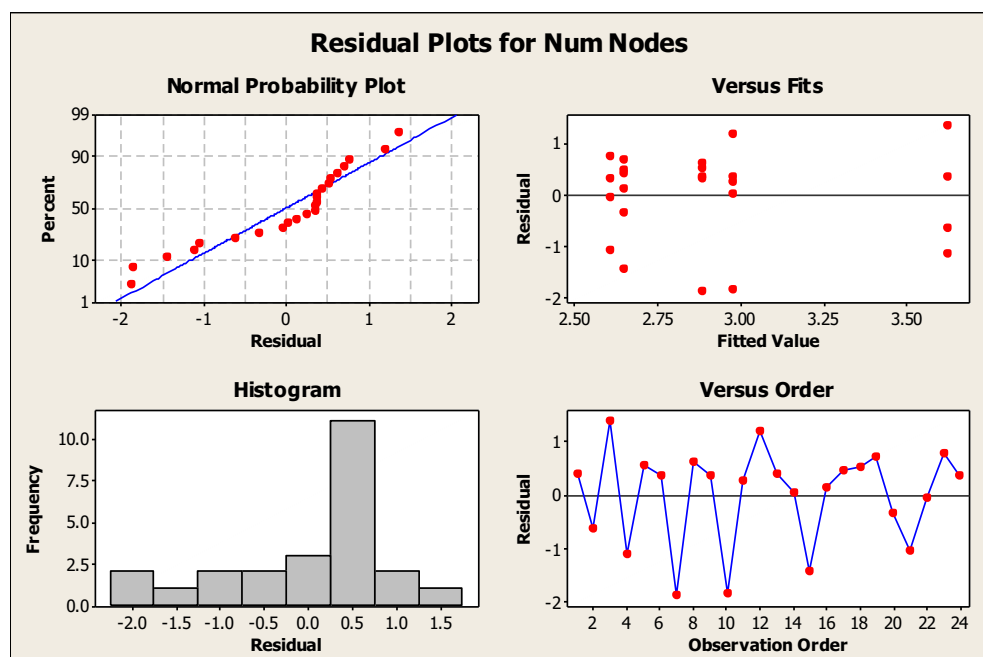 Residual Plots for Num Nodes
Normal Probability Plot
99
90
50
10
1
Percent
-2 -1 0 1 2
Residual
Versus Fits
1
0
-1
-2
Residual
2.50 2.75 3.00 3.25 3.50
Fitted Value
Histogram
10.0
7.5
5.0
2.5
0.0
Frequency
-2.0 -1.5 -1.0 -0.5 0.0 0.5 1.0 1.5
Residual
Versus Order
1
0
-1
-2
Residual
2 4 6 8 10 12 14 16 18 20 22 24
Observation Order